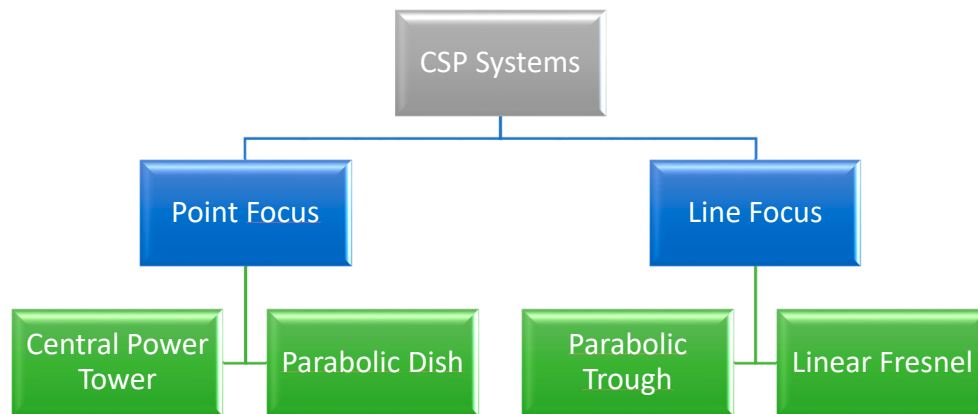 CSP Systems
Point Focus
Line Focus
Central Power
Tower
Parabolic Dish
Parabolic
Trough
Linear Fresnel